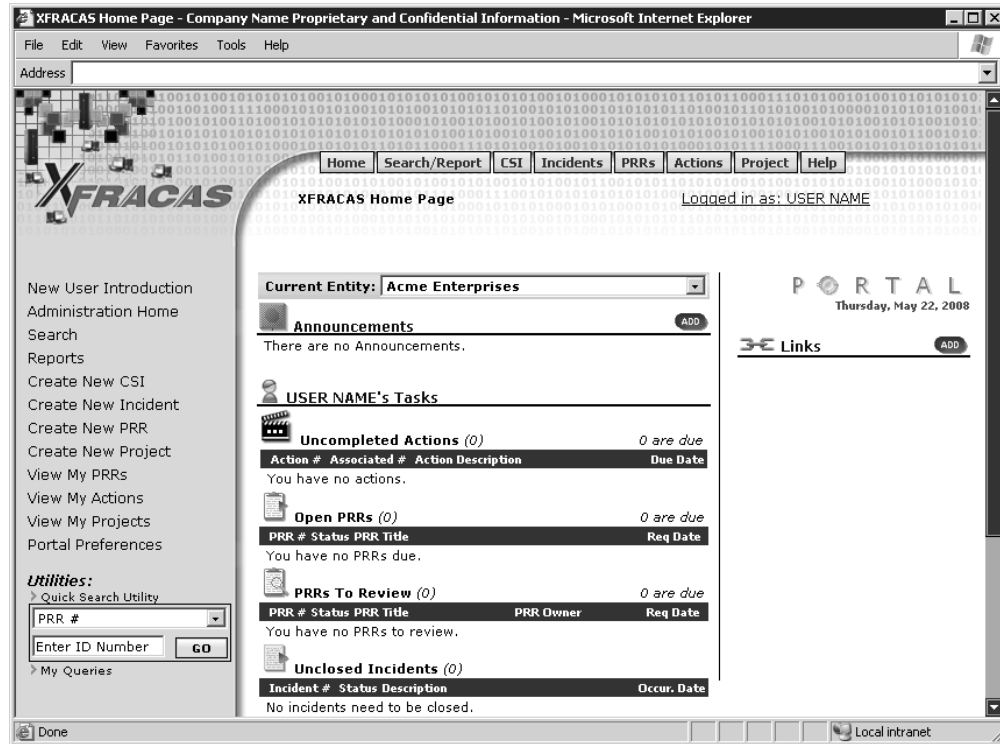 XFRACAS Home Page - Company Name Proprietary and Confidential Information - Microsoft Internet Explorer
File Edit View Favorites Tools Help
Address
Home Search/Report CSI Incidents PRRs Actions Project Help
XFRACAS
XFRACAS Home Page
Logged in as: USER NAME
New User Introduction
Administration Home
Search
Reports
Create New CSI
Create New Incident
Create New PRR
Create New Project
View My PRRs
View My Actions
View My Projects
Portal Preferences
Utilities:
Quick Search Utility
PRR #
Enter ID Number GO
My Queries
Current Entity: Acme Enterprises
Announcements ADD
There are no Announcements.
USER NAME's Tasks
Uncompleted Actions (0) 0 are due
Action # Associated # Action Description Due Date
You have no actions.
Open PRRs (0) 0 are due
PRR # Status PRR Title Req Date
You have no PRRs due.
PRRs To Review (0) 0 are due
PRR # Status PRR Title PRR Owner Req Date
You have no PRRs to review.
Unclosed Incidents (0)
Incident # Status Description Occur. Date
No incidents need to be closed.
PORTAL
Thursday, May 22, 2008
Links ADD
Done Local intranet